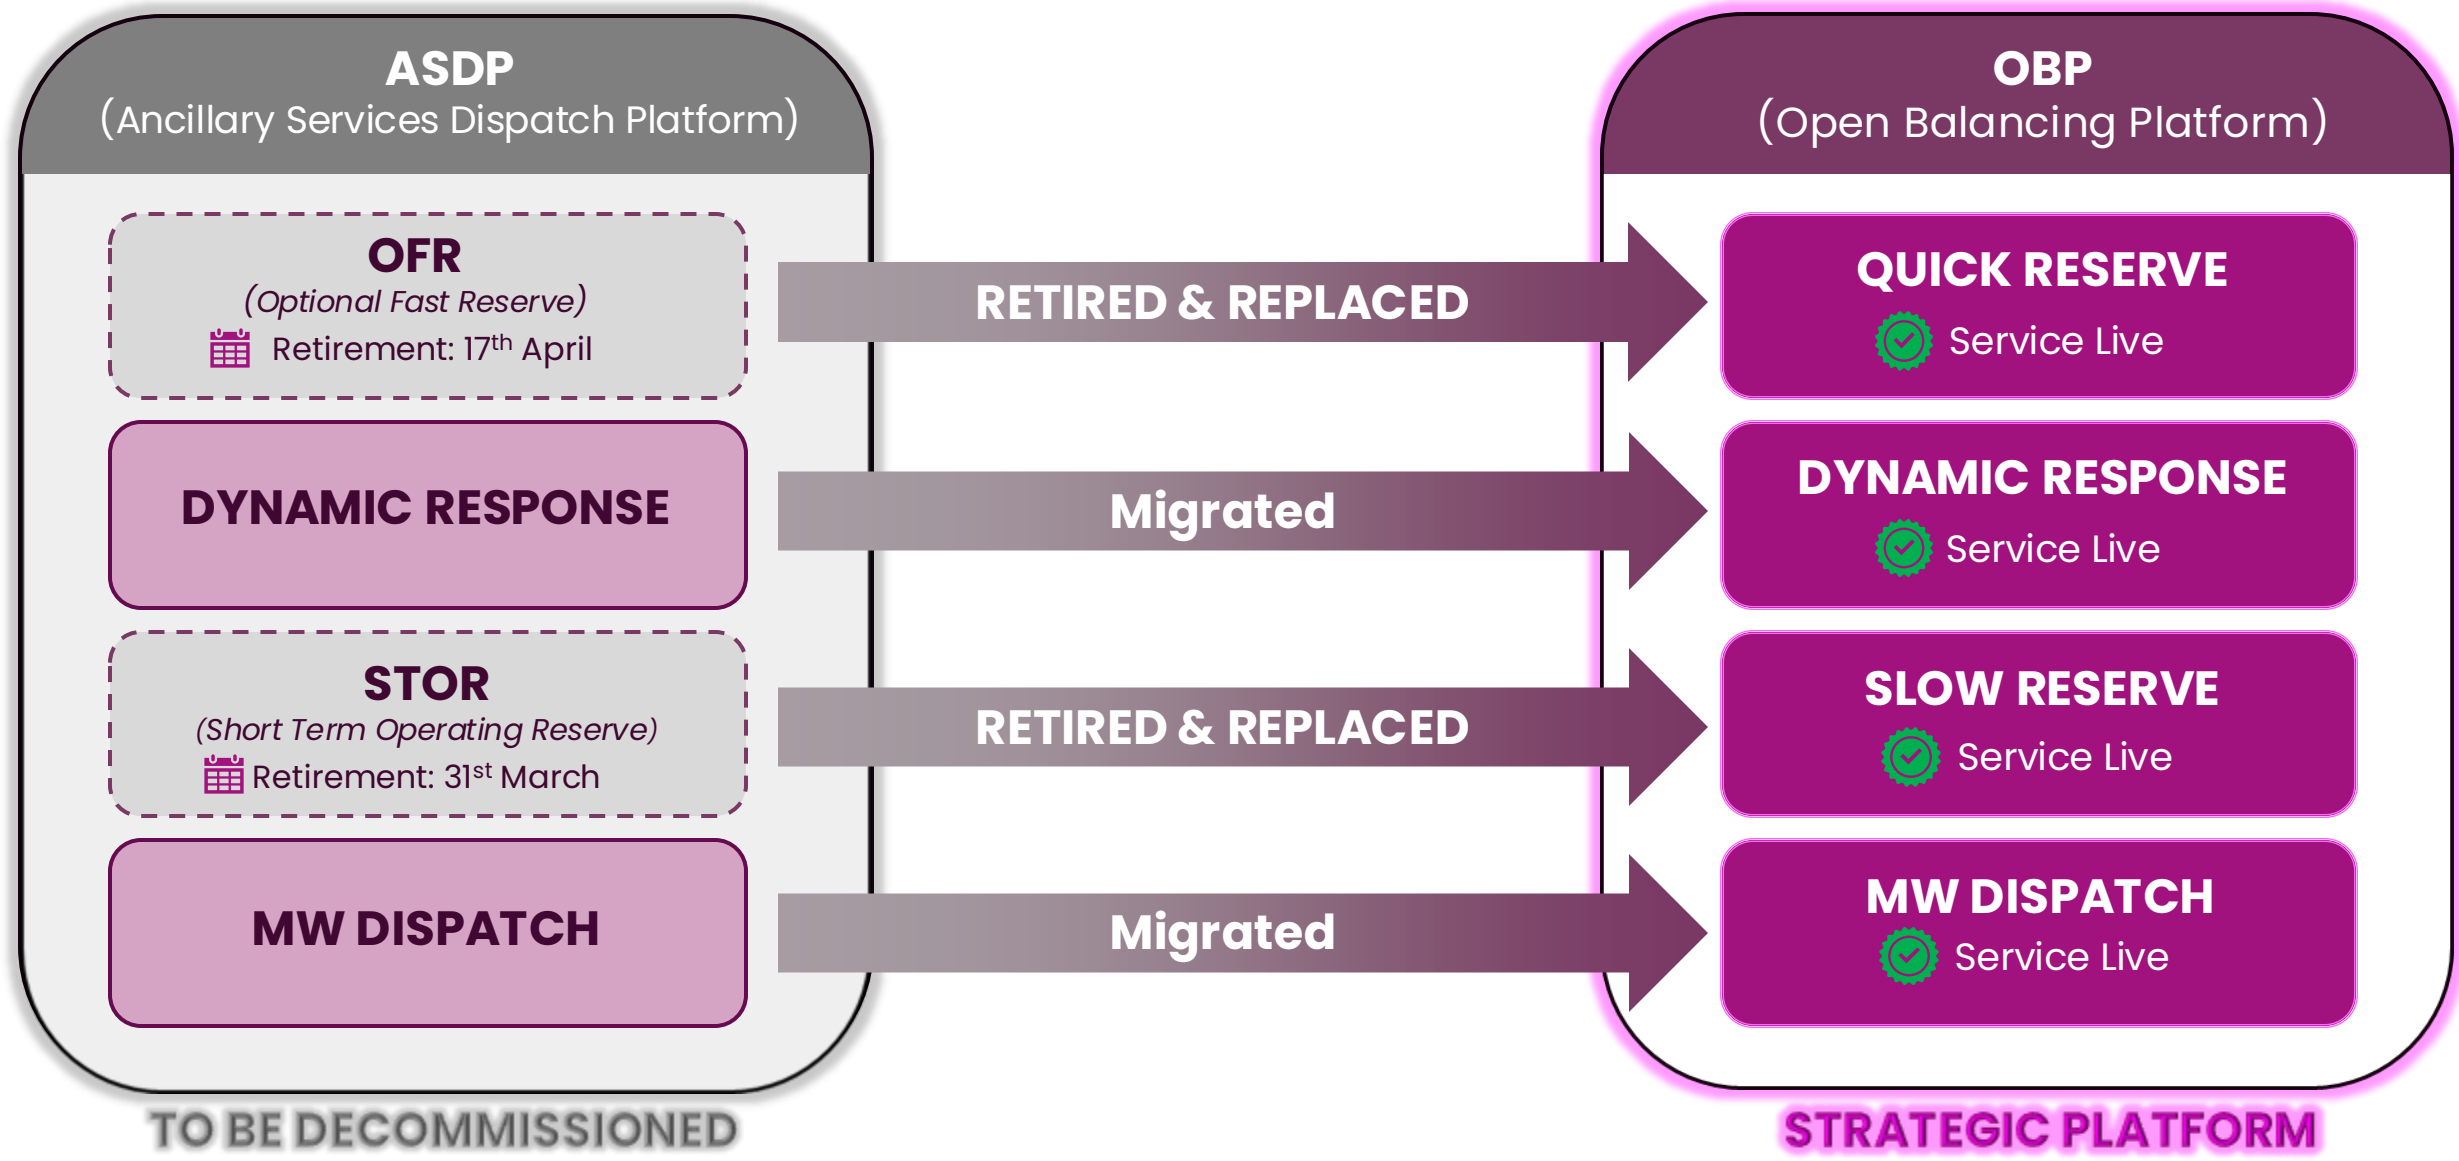 ASDP
(Ancillary Services Dispatch Platform)
OFR
(Optional Fast Reserve)
Retirement: 17th April
DYNAMIC RESPONSE
STOR
(Short Term Operating Reserve)
Retirement: 31st March
MW DISPATCH
TO BE DECOMMISSIONED
RETIRED & REPLACED
Migrated
RETIRED & REPLACED
Migrated
OBP
(Open Balancing Platform)
QUICK RESERVE
Service Live
DYNAMIC RESPONSE
Service Live
SLOW RESERVE
Service Live
MW DISPATCH
Service Live
STRATEGIC PLATFORM